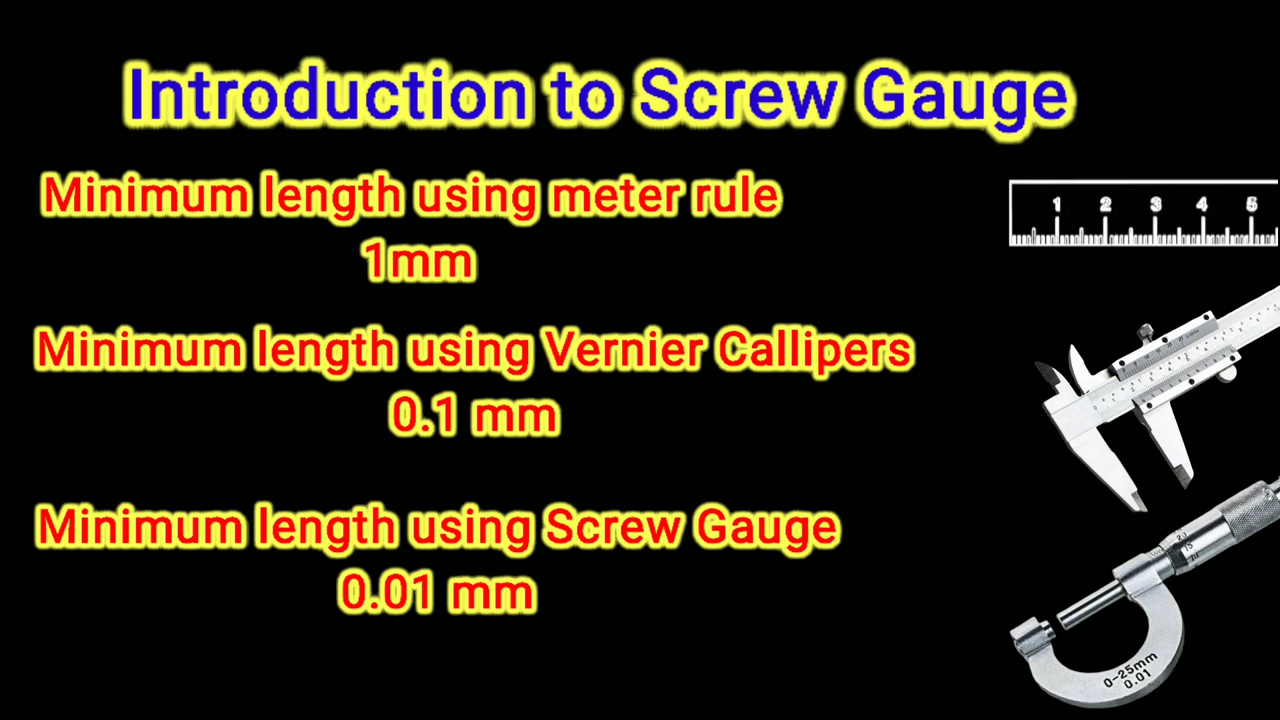 Introduction to Screw Gauge
Minimum length using meter rule
1mm
1 2 3 4 5
Minimum length using Vernier Callipers
0.1 mm
Minimum length using Screw Gauge
0.01 mm
0-25mm
0.01